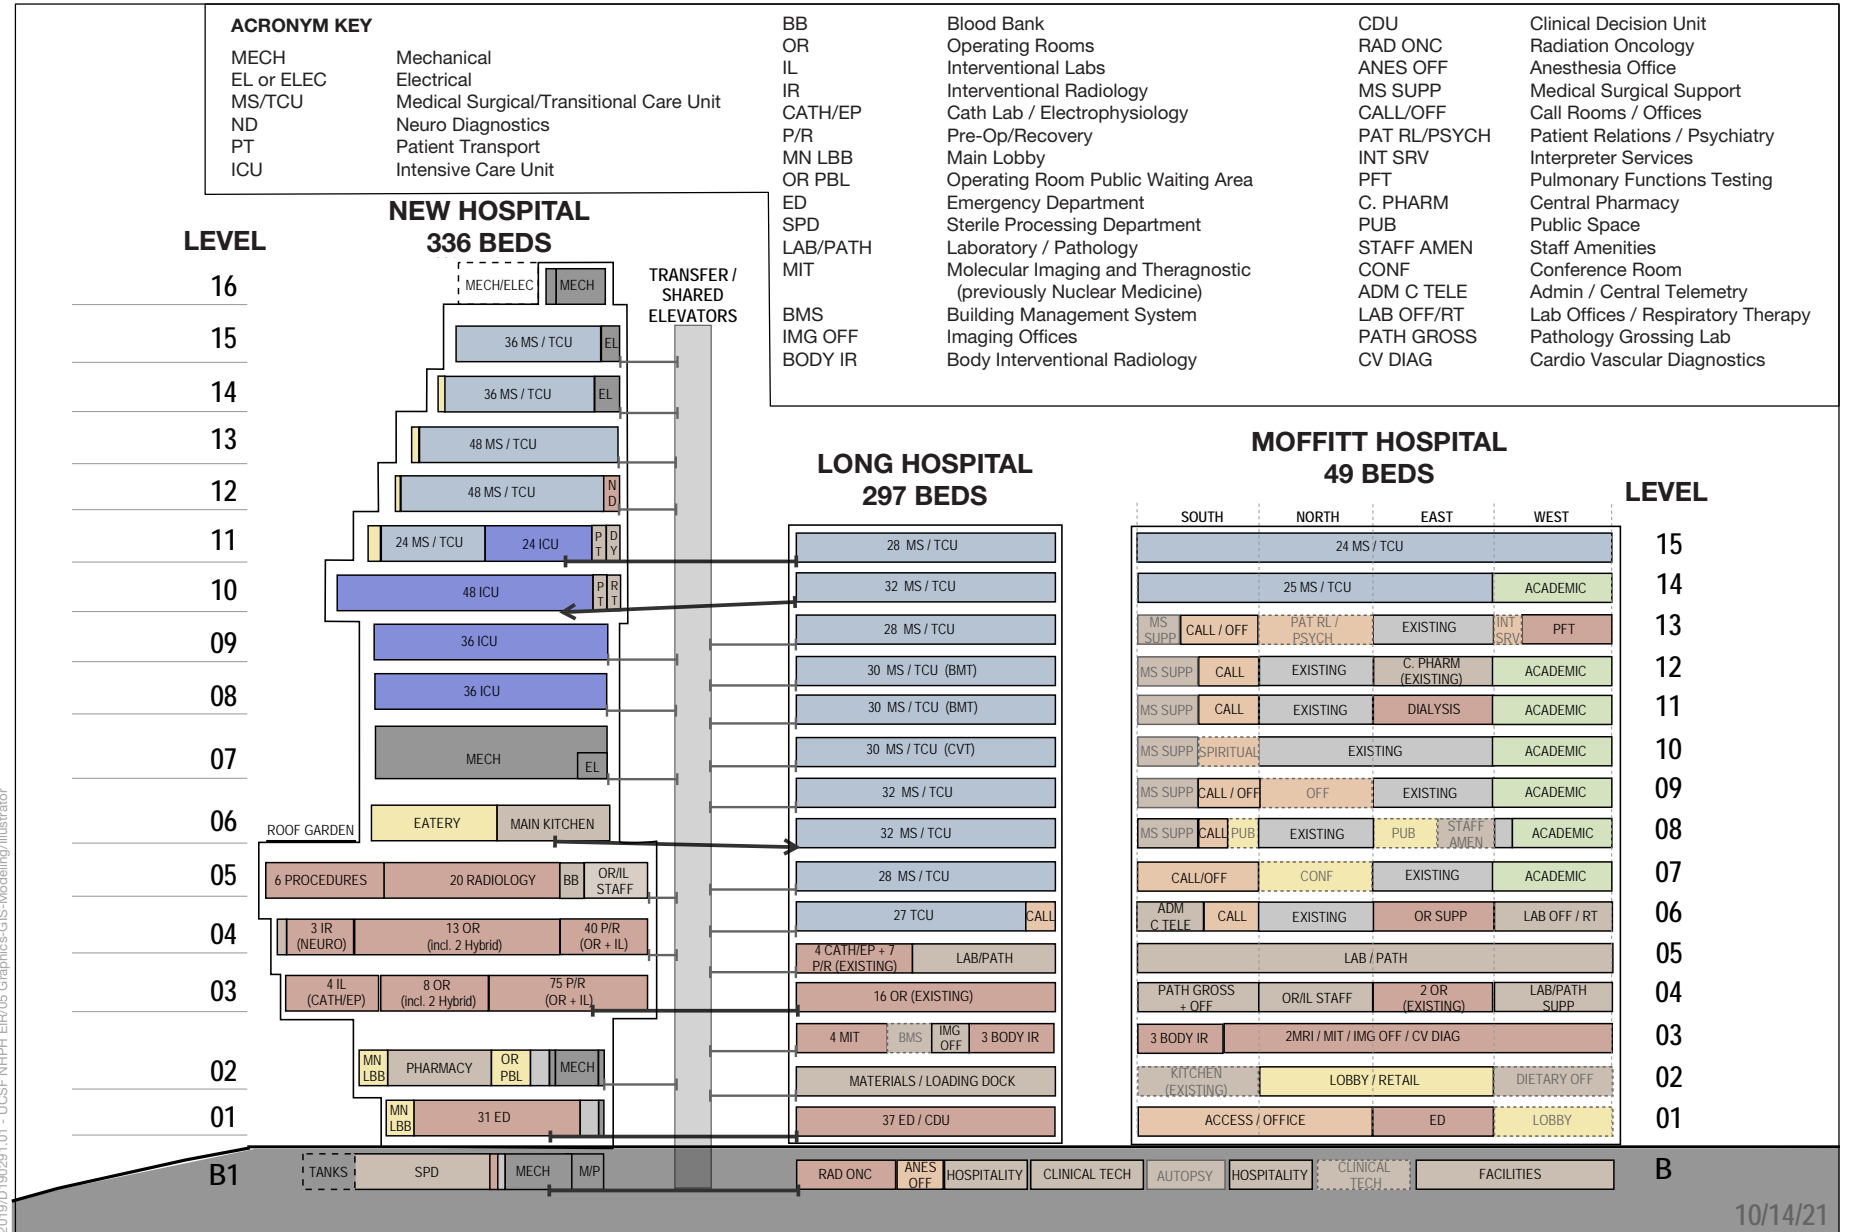 ACRONYM KEY
MECH Mechanical
EL or ELEC Electrical
MS/TCU Medical Surgical/Transitional Care Unit
ND Neuro Diagnostics
PT Patient Transport
ICU Intensive Care Unit
BB Blood Bank
OR Operating Rooms
IL Interventional Labs
IR Interventional Radiology
CATH/EP Cath Lab / Electrophysiology
P/R Pre-Op/Recovery
MN LBB Main Lobby
OR PBL Operating Room Public Waiting Area
ED Emergency Department
SPD Sterile Processing Department
LAB/PATH Laboratory / Pathology
MIT Molecular Imaging and Theragnostic
(previously Nuclear Medicine)
BMS Building Management System
IMG OFF Imaging Offices
BODY IR Body Interventional Radiology
CDU Clinical Decision Unit
RAD ONC Radiation Oncology
ANES OFF Anesthesia Office
MS SUPP Medical Surgical Support
CALL/OFF Call Rooms / Offices
PAT RL/PSYCH Patient Relations / Psychiatry
INT SRV Interpreter Services
PFT Pulmonary Functions Testing
C. PHARM Central Pharmacy
PUB Public Space
STAFF AMEN Staff Amenities
CONF Conference Room
ADM C TELE Admin / Central Telemetry
LAB OFF/RT Lab Offices / Respiratory Therapy
PATH GROSS Pathology Grossing Lab
CV DIAG Cardio Vascular Diagnostics
LEVEL
NEW HOSPITAL
336 BEDS
TRANSFER /
SHARED
ELEVATORS
16 MECH/ELEC MECH
15 36 MS / TCU EL
14 36 MS / TCU EL
13 48 MS / TCU
12 48 MS / TCU N
D
11 24 MS / TCU 24 ICU P D
T Y
10 48 ICU P R
T T
09 36 ICU
08 36 ICU
07 MECH EL
06 ROOF GARDEN EATERY MAIN KITCHEN
05 6 PROCEDURES 20 RADIOLOGY BB OR/IL
STAFF
04 3 IR
(NEURO)
13 OR
(incl. 2 Hybrid)
40 P/R
(OR + IL)
03 4 IL
(CATH/EP)
8 OR
(incl. 2 Hybrid)
75 P/R
(OR + IL)
02 MN
LBB
PHARMACY OR
PBL
MECH
01 MN
LBB
31 ED
B1 TANKS SPD MECH M/P
LONG HOSPITAL
297 BEDS
28 MS / TCU
32 MS / TCU
28 MS / TCU
30 MS / TCU (BMT)
30 MS / TCU (BMT)
30 MS / TCU (CVT)
32 MS / TCU
32 MS / TCU
28 MS / TCU
27 TCU CALL
4 CATH/EP + 7
P/R (EXISTING)
LAB/PATH
16 OR (EXISTING)
4 MIT BMS IMG
OFF
3 BODY IR
MATERIALS / LOADING DOCK
37 ED / CDU
MOFFITT HOSPITAL
49 BEDS
LEVEL
SOUTH NORTH EAST WEST
24 MS / TCU 15
25 MS / TCU ACADEMIC 14
MS
SUPP
CALL / OFF PAT RL /
PSYCH
EXISTING INT
SRV
PFT 13
MS SUPP CALL EXISTING C. PHARM
(EXISTING)
ACADEMIC 12
MS SUPP CALL EXISTING DIALYSIS ACADEMIC 11
MS SUPP SPIRITUAL EXISTING ACADEMIC 10
MS SUPP CALL / OFF OFF EXISTING ACADEMIC 09
MS SUPP CALL PUB EXISTING PUB STAFF
AMEN
ACADEMIC 08
CALL/OFF CONF EXISTING ACADEMIC 07
ADM
C TELE
CALL EXISTING OR SUPP LAB OFF / RT 06
LAB / PATH 05
PATH GROSS
+ OFF
OR/IL STAFF 2 OR
(EXISTING)
LAB/PATH
SUPP
04
3 BODY IR 2MRI / MIT / IMG OFF / CV DIAG 03
KITCHEN
(EXISTING)
LOBBY / RETAIL DIETARY OFF 02
ACCESS / OFFICE ED LOBBY 01
RAD ONC ANES
OFF
HOSPITALITY CLINICAL TECH AUTOPSY HOSPITALITY CLINICAL
TECH
FACILITIES B
10/14/21
2019/D190291.01 - UCSF NHPH EIR/05 Graphics-GIS-Modeling/Illustrator